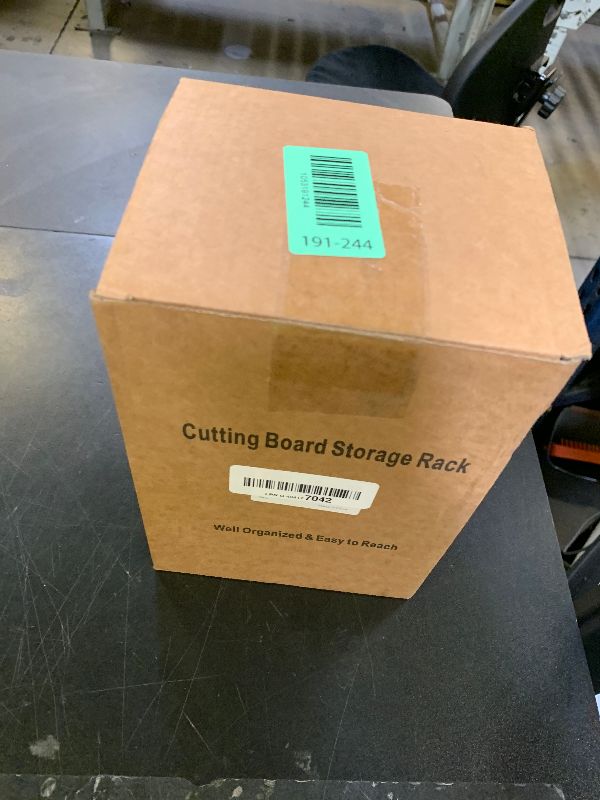 191-244
Cutting Board Storage Rack
7042
Well Organized & Easy to Reach